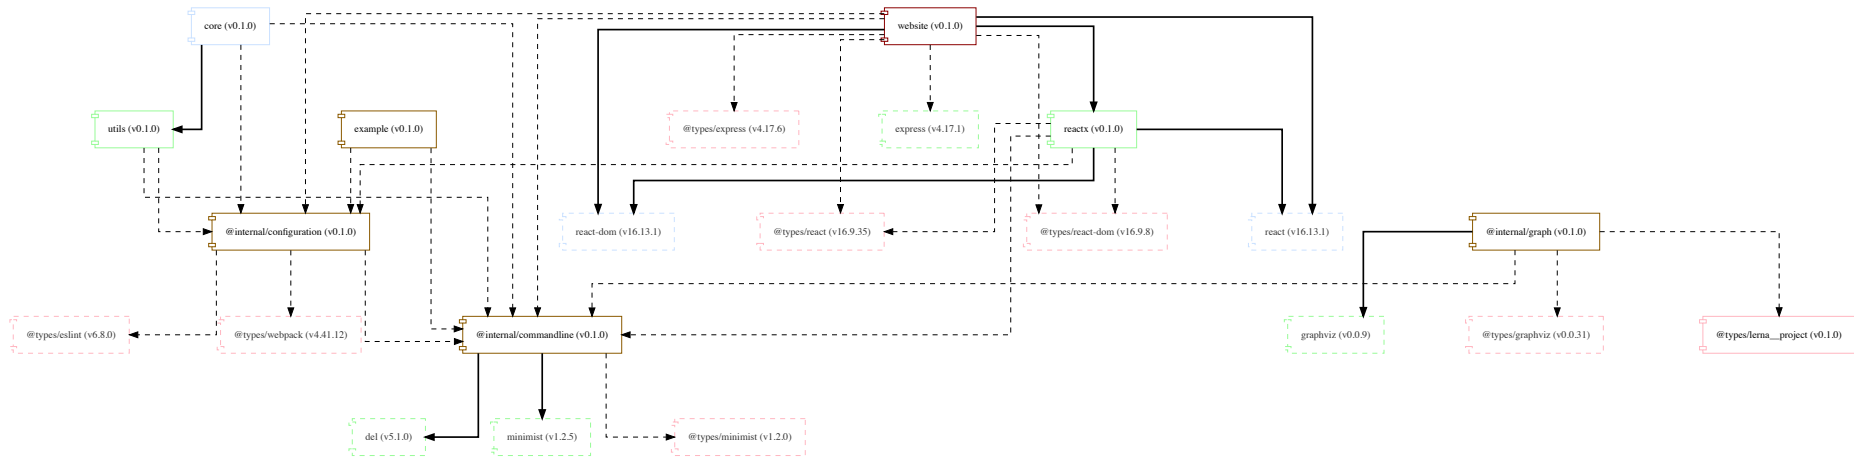 core (v0.1.0)
website (v0.1.0)
utils (v0.1.0)
example (v0.1.0)
@types/express (v4.17.6)
express (v4.17.1)
reactx (v0.1.0)
@internal/configuration (v0.1.0)
react-dom (v16.13.1)
@types/react (v16.9.35)
@types/react-dom (v16.9.8)
react (v16.13.1)
@internal/graph (v0.1.0)
@types/eslint (v6.8.0)
@types/webpack (v4.41.12)
@internal/commandline (v0.1.0)
graphviz (v0.0.9)
@types/graphviz (v0.0.31)
@types/lerna__project (v0.1.0)
del (v5.1.0)
minimist (v1.2.5)
@types/minimist (v1.2.0)